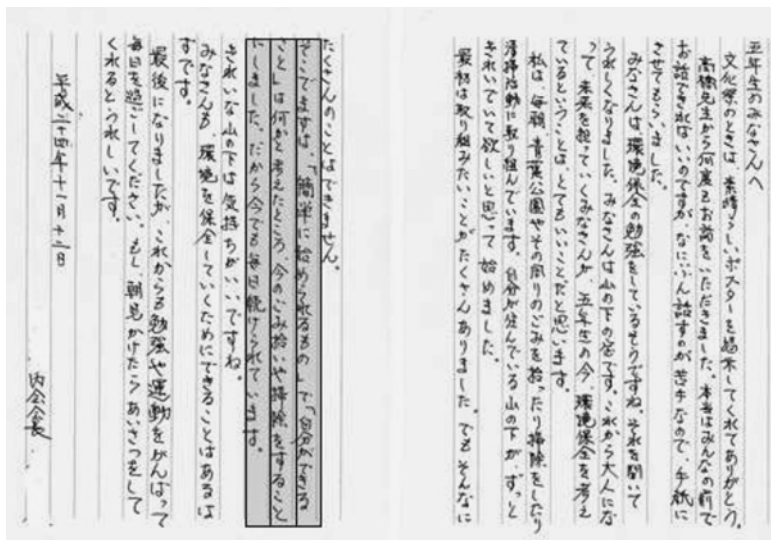 五年生のみなさんへ
文化祭のときは、素晴らしいポスターを掲示してくれてありがとう。
高橋先生から何度もお話をいただきました。本当はみんなの前で
お話できればいいのですが、なにぶん話すのが苦手なので、手紙に
させてもらいました。
みなさんは、環境保全の勉強をしているそうですね。それを聞いて
うれしくなりました。みなさんは山の下の宝です。これから大人にな
って、未来を担っていくみなさんが、五年生の今、環境保全を考え
ているということはとてもいいことだと思います。
私は、毎朝、青葉公園やその周りのごみを拾ったり掃除をしたり
清掃活動に取り組んでいます。自分が住んでいる山の下が、ずっと
きれいでいて欲しいと思って始めました。
最初は取り組みたいことがたくさんありました。でもそんなに
たくさんのことはできません。
そこでまずは、「簡単に始められるもの」で「自分ができる
こと」は何かと考えたところ、今のごみ拾いや掃除をすること
にしました。だから今でも毎日続けられています。
きれいな山の下は気持ちがいいですね。
みなさんも、環境を保全していくためにできることはあるは
ずです。
最後になりましたが、これからも勉強や運動をがんばって
毎日を過ごしてください。もし、朝見かけたらあいさつをして
くれるとうれしいです。
平成二十四年十一月十二日
内会会長